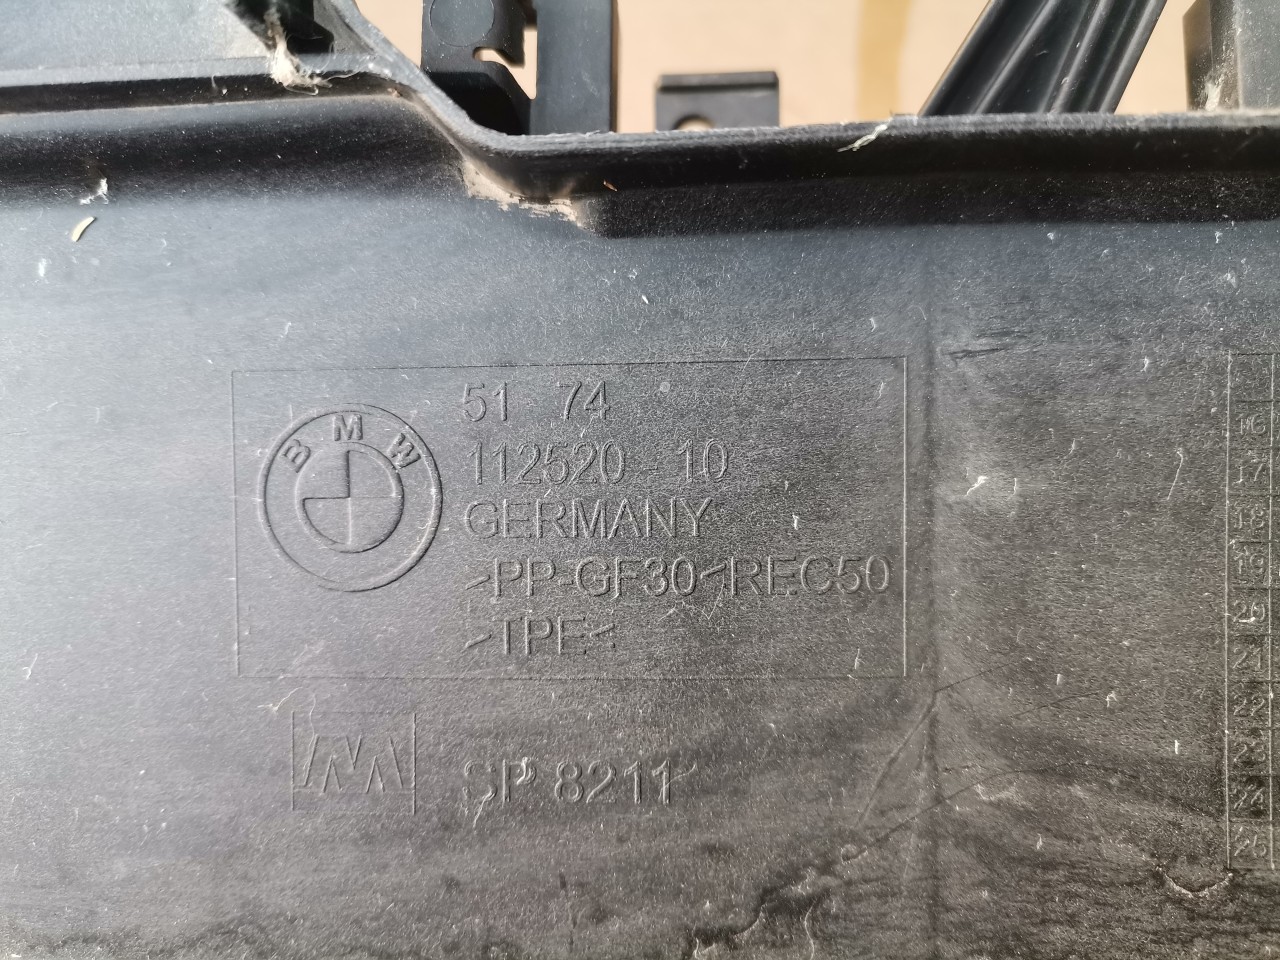 BMW
51 74
112520-10
GERMANY
>PP-GF30<REC50
>TPE<
SP 8211
16
17
18
19
20
21
22
23
24
25